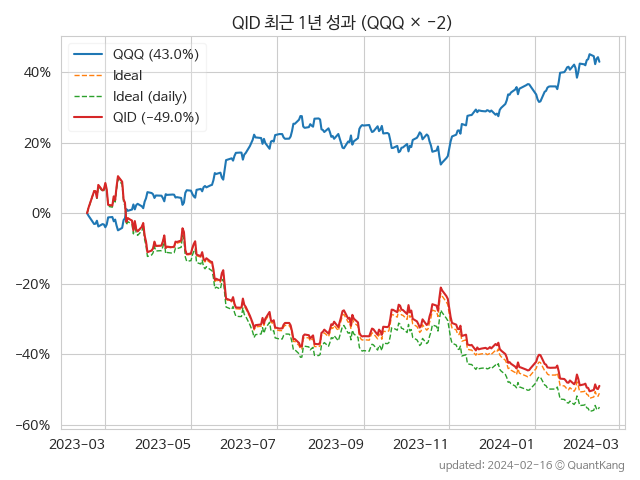 QID 최근 1년 성과 (QQQ × −2)
QQQ (43.0%)
Ideal
Ideal (daily)
QID (−49.0%)
40%
20%
0%
−20%
−40%
−60%
2023−03
2023−05
2023−07
2023−09
2023−11
2024−01
2024−03
updated: 2024−02−16 © QuantKang